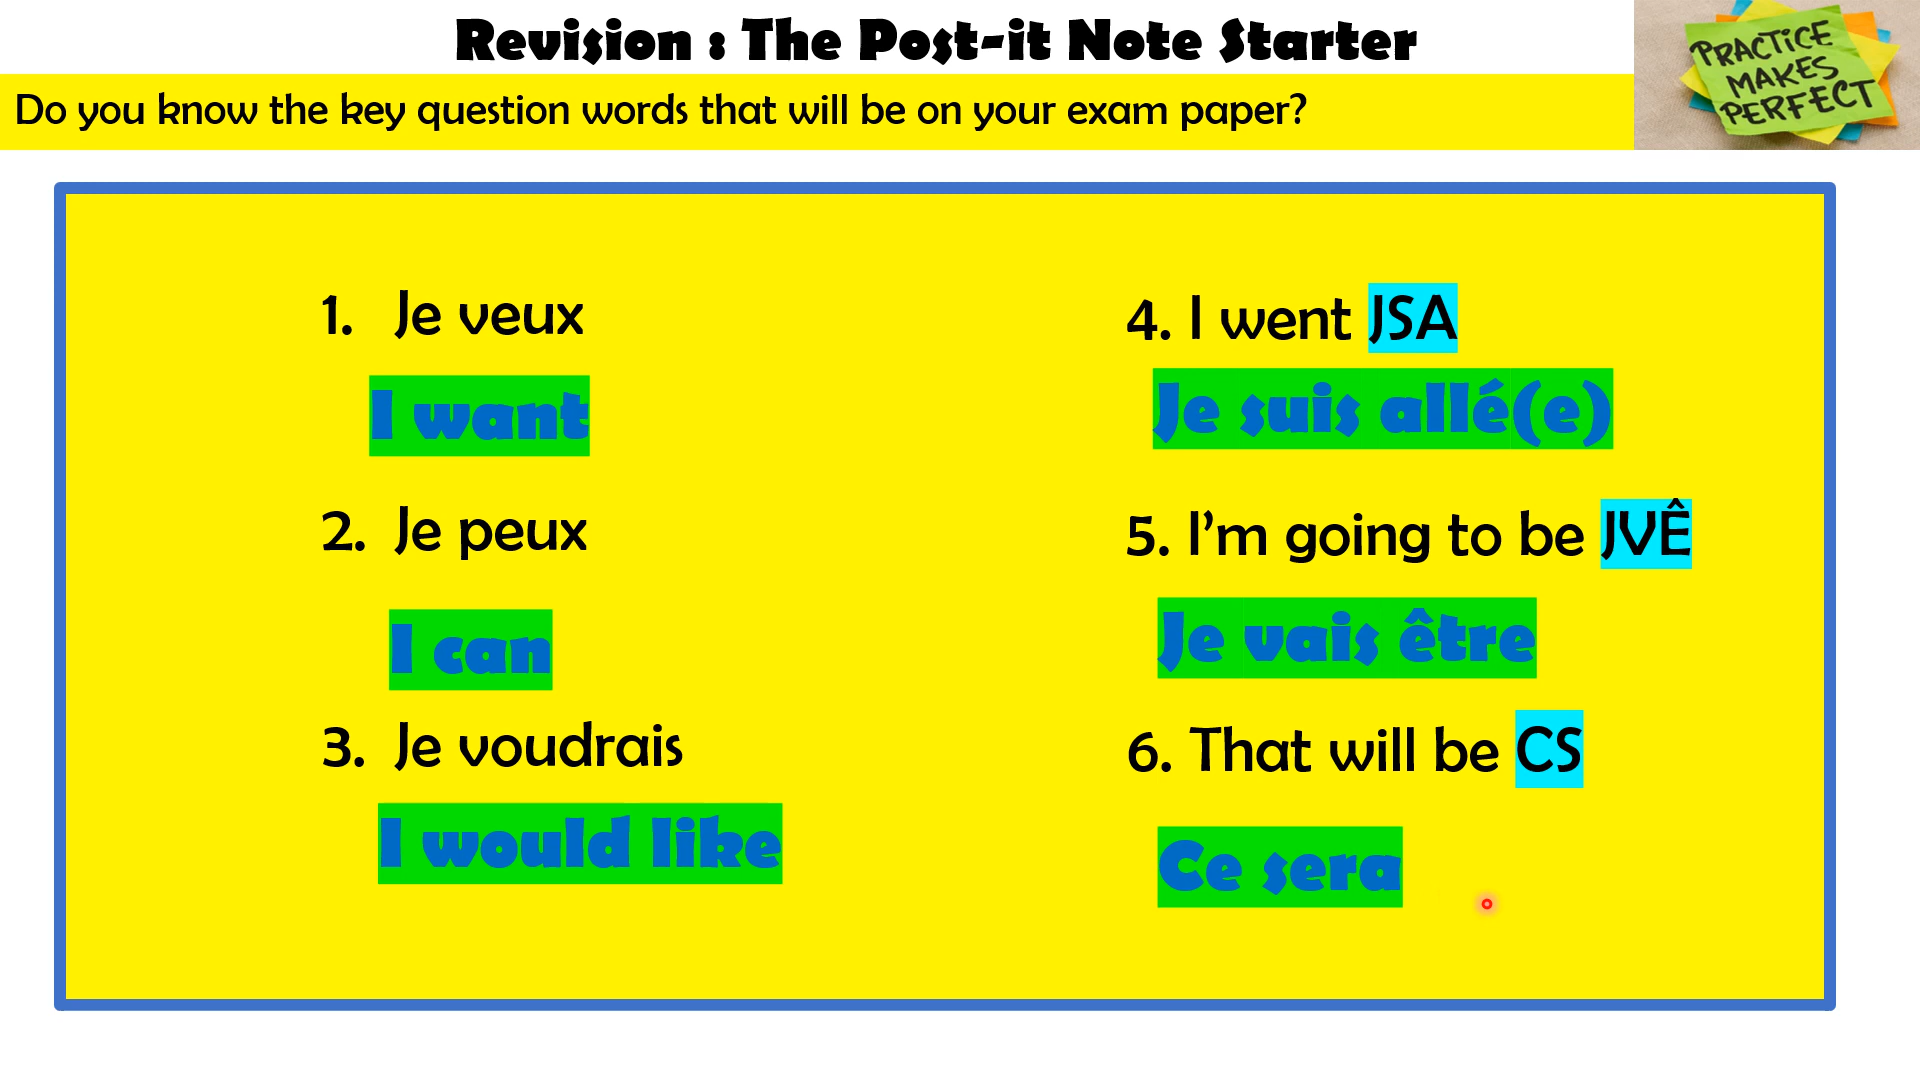 Revision : The Post-it Note Starter
Do you know the key question words that will be on your exam paper?
PRACTICE
MAKES
PERFECT
1. Je veux
I want
2. Je peux
I can
3. Je voudrais
I would like
4. I went JSA
Je suis allé(e)
5. I’m going to be JVÊ
Je vais être
6. That will be CS
Ce sera